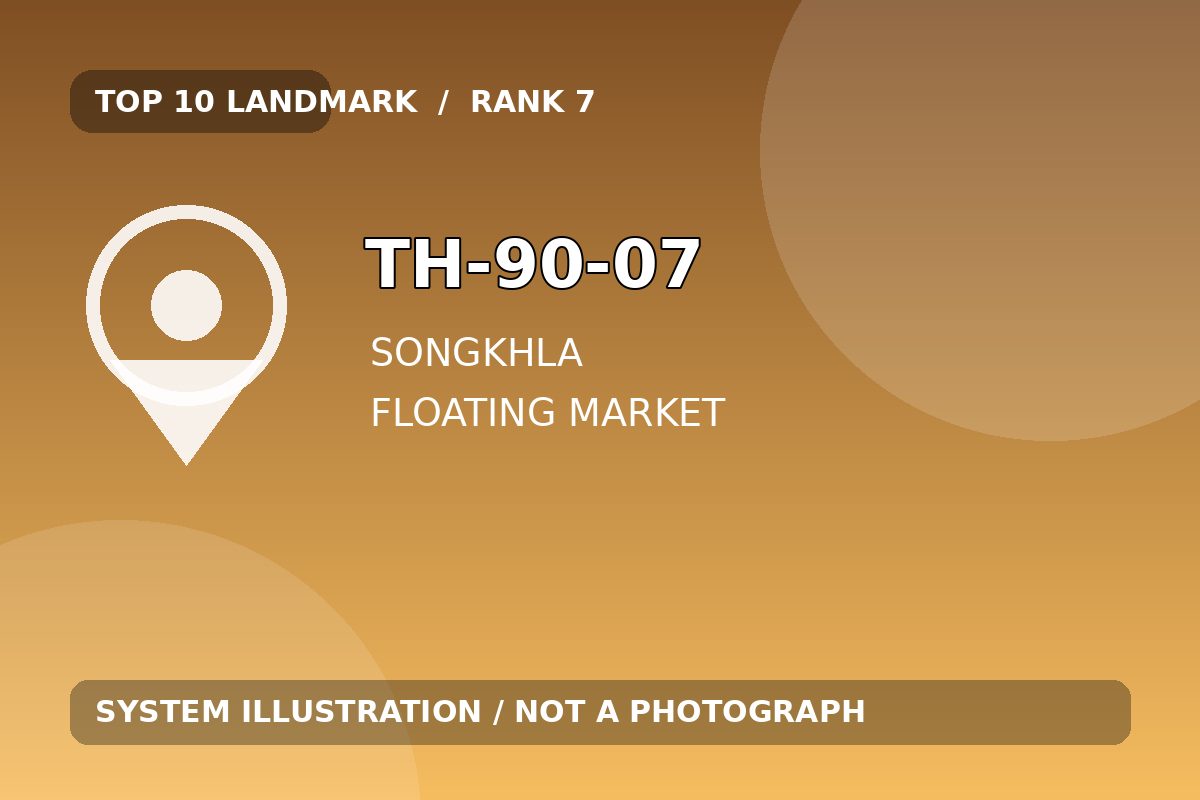 TOP 10 LANDMARK / RANK 7
TH-90-07
SONGKHLA
FLOATING MARKET
SYSTEM ILLUSTRATION / NOT A PHOTOGRAPH